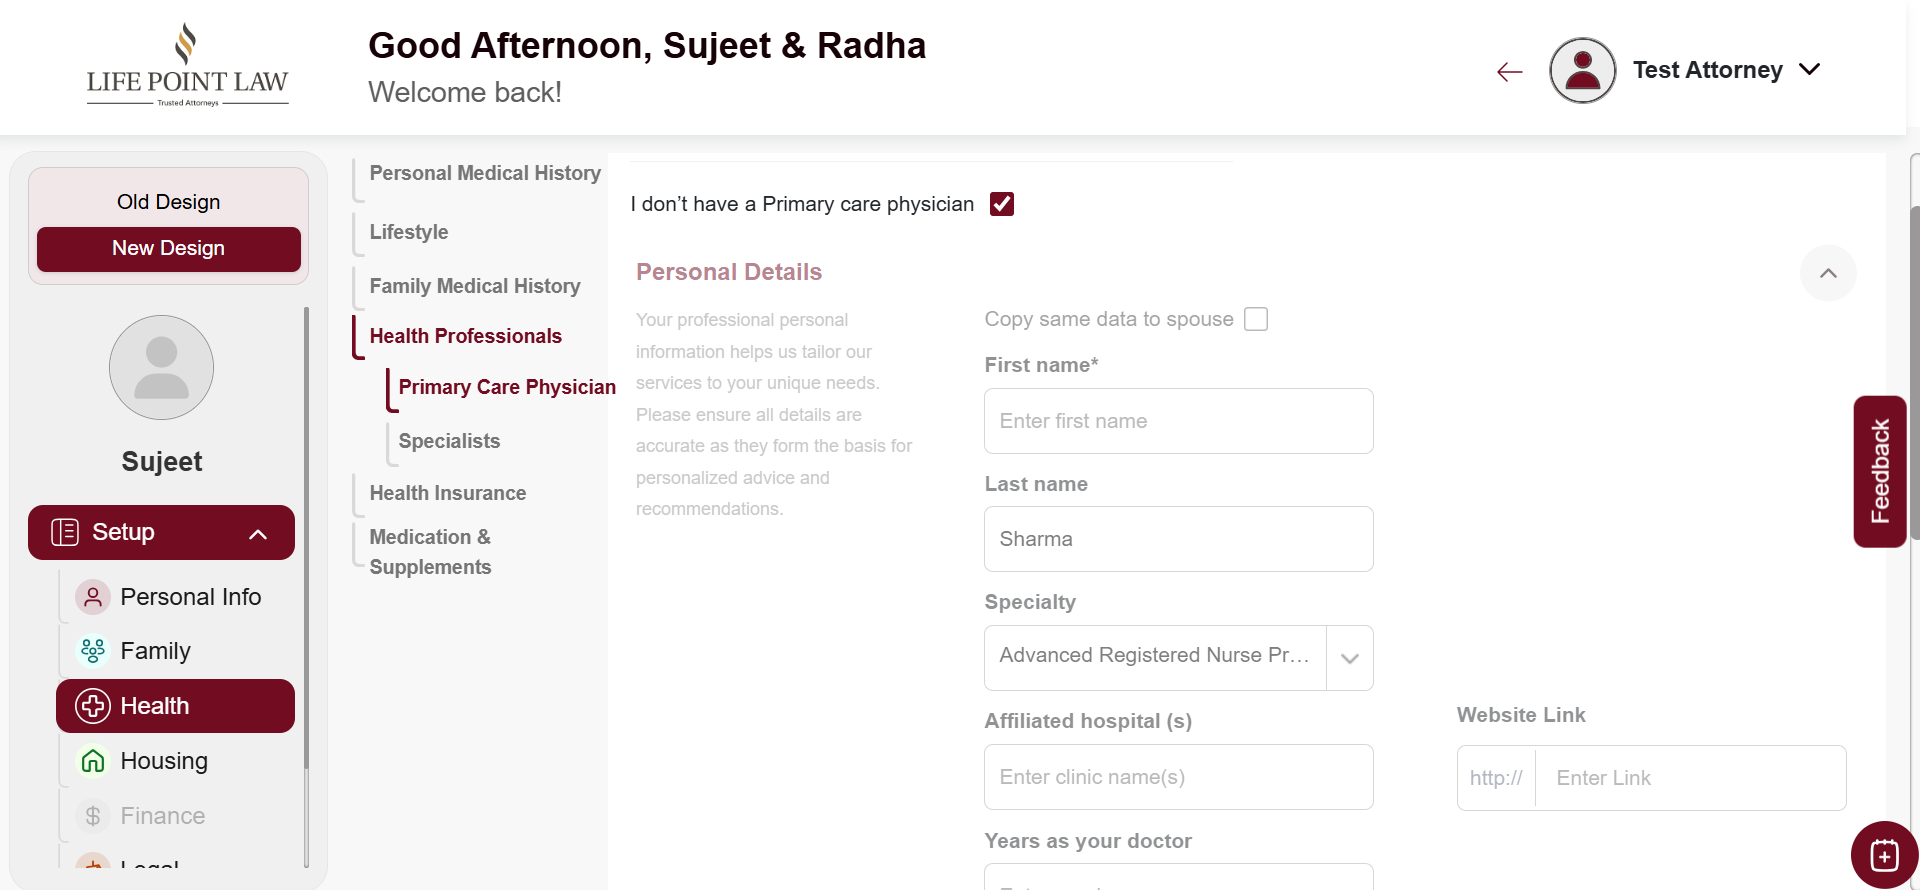 LIFE POINT LAW
Trusted Attorneys
Good Afternoon, Sujeet & Radha
Welcome back!
Test Attorney
Old Design
New Design
Sujeet
Setup
Personal Info
Family
Health
Housing
Finance
Legal
Personal Medical History
Lifestyle
Family Medical History
Health Professionals
Primary Care Physician
Specialists
Health Insurance
Medication &
Supplements
I don’t have a Primary care physician
Personal Details
Your professional personal
information helps us tailor our
services to your unique needs.
Please ensure all details are
accurate as they form the basis for
personalized advice and
recommendations.
Copy same data to spouse
First name*
Enter first name
Last name
Sharma
Specialty
Advanced Registered Nurse Pr...
Affiliated hospital (s)
Enter clinic name(s)
Website Link
http:// Enter Link
Years as your doctor
Feedback